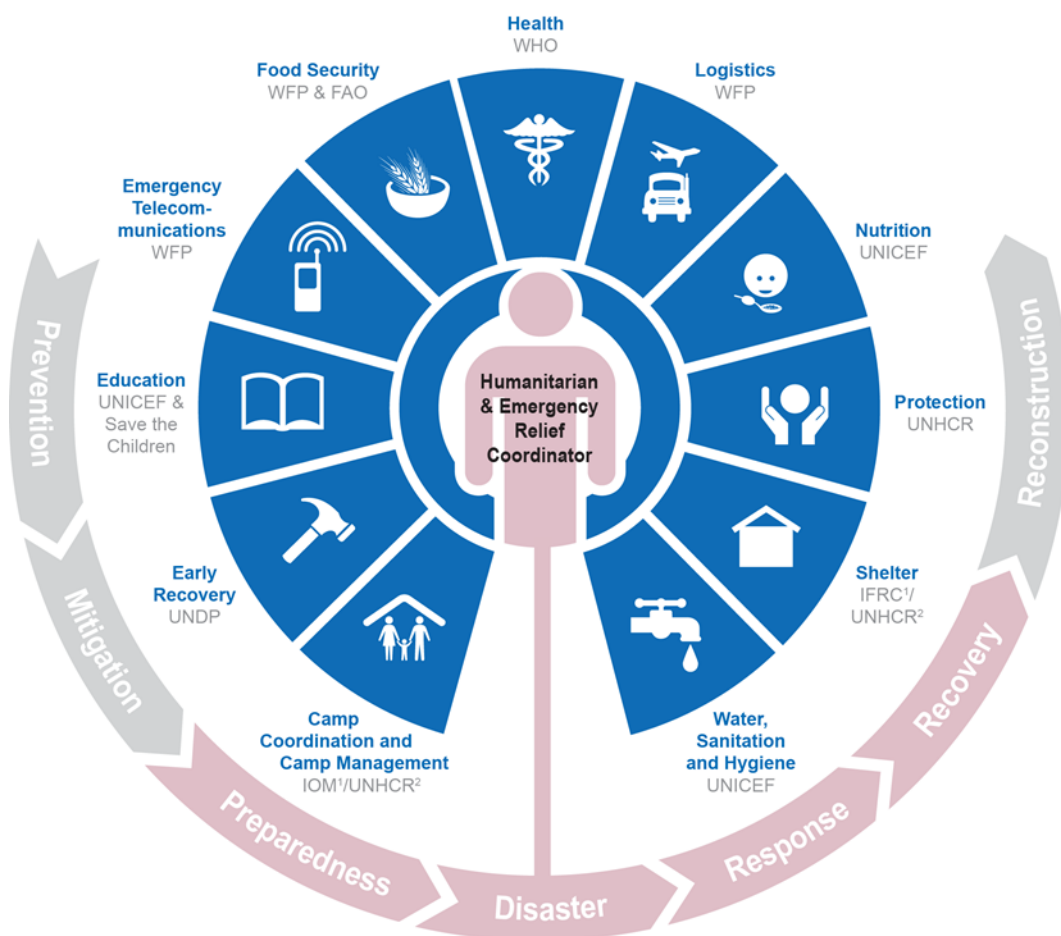 Health
WHO
Logistics
WFP
Nutrition
UNICEF
Protection
UNHCR
Shelter
IFRC¹/
UNHCR²
Water,
Sanitation
and Hygiene
UNICEF
Camp
Coordination and
Camp Management
IOM¹/UNHCR²
Early
Recovery
UNDP
Education
UNICEF &
Save the
Children
Emergency
Telecom-
munications
WFP
Food Security
WFP & FAO
Humanitarian
& Emergency
Relief
Coordinator
Prevention
Mitigation
Preparedness
Disaster
Response
Recovery
Reconstruction